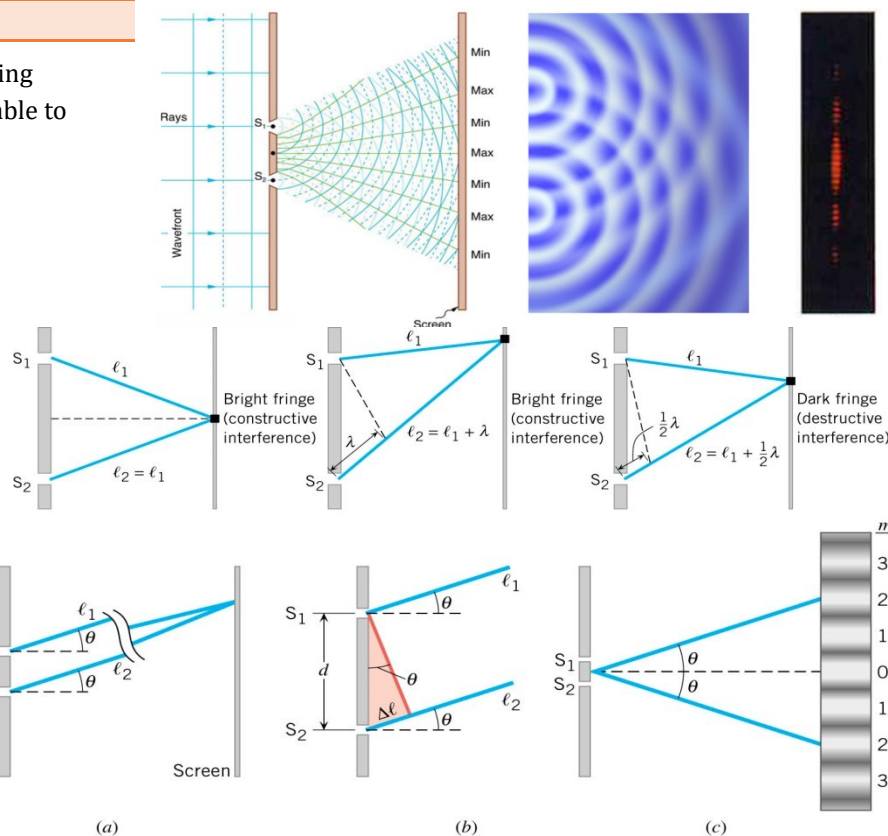 ing
able to
Rays
Wavefront
S₁
S₂
Min
Max
Min
Max
Min
Max
Min
Screen
S₁
ℓ₁
S₂
ℓ₂ = ℓ₁
Bright fringe
(constructive
interference)
S₁
ℓ₁
λ
ℓ₂ = ℓ₁ + λ
S₂
Bright fringe
(constructive
interference)
S₁
ℓ₁
½λ
ℓ₂ = ℓ₁ + ½λ
S₂
Dark fringe
(destructive
interference)
ℓ₁
θ
ℓ₂
θ
Screen
(a)
S₁
ℓ₁
θ
d
θ
Δℓ
ℓ₂
S₂
θ
(b)
S₁
S₂
θ
θ
(c)
m
3
2
1
0
1
2
3